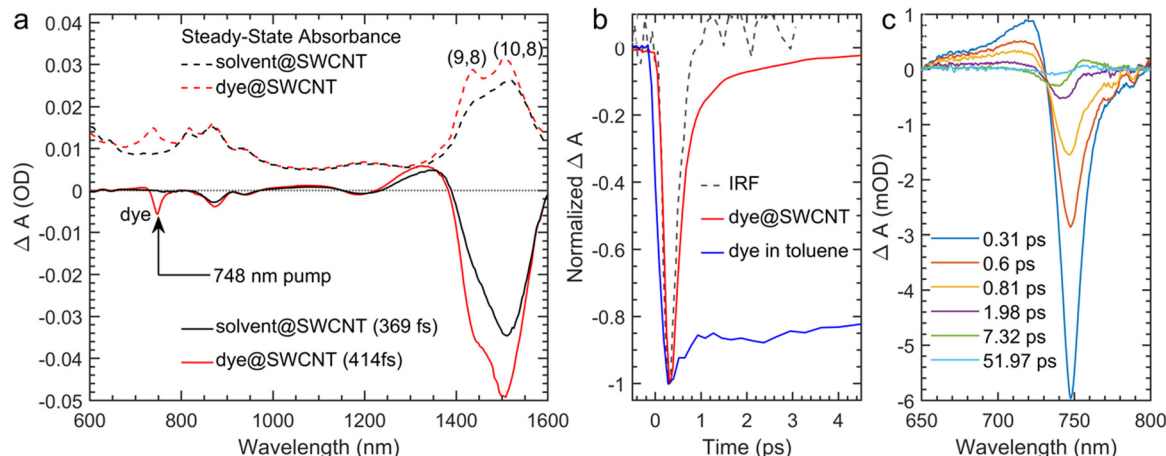 a
Steady-State Absorbance
solvent@SWCNT
dye@SWCNT
(9,8)
(10,8)
0.04
0.03
0.02
0.01
0
-0.01
-0.02
-0.03
-0.04
-0.05
Δ A (OD)
dye
748 nm pump
solvent@SWCNT (369 fs)
dye@SWCNT (414fs)
600 800 1000 1200 1400 1600
Wavelength (nm)
b
0
-0.2
-0.4
-0.6
-0.8
-1
Normalized Δ A
IRF
dye@SWCNT
dye in toluene
0 1 2 3 4
Time (ps)
c
1
0
-1
-2
-3
-4
-5
-6
Δ A (mOD)
0.31 ps
0.6 ps
0.81 ps
1.98 ps
7.32 ps
51.97 ps
650 700 750 800
Wavelength (nm)